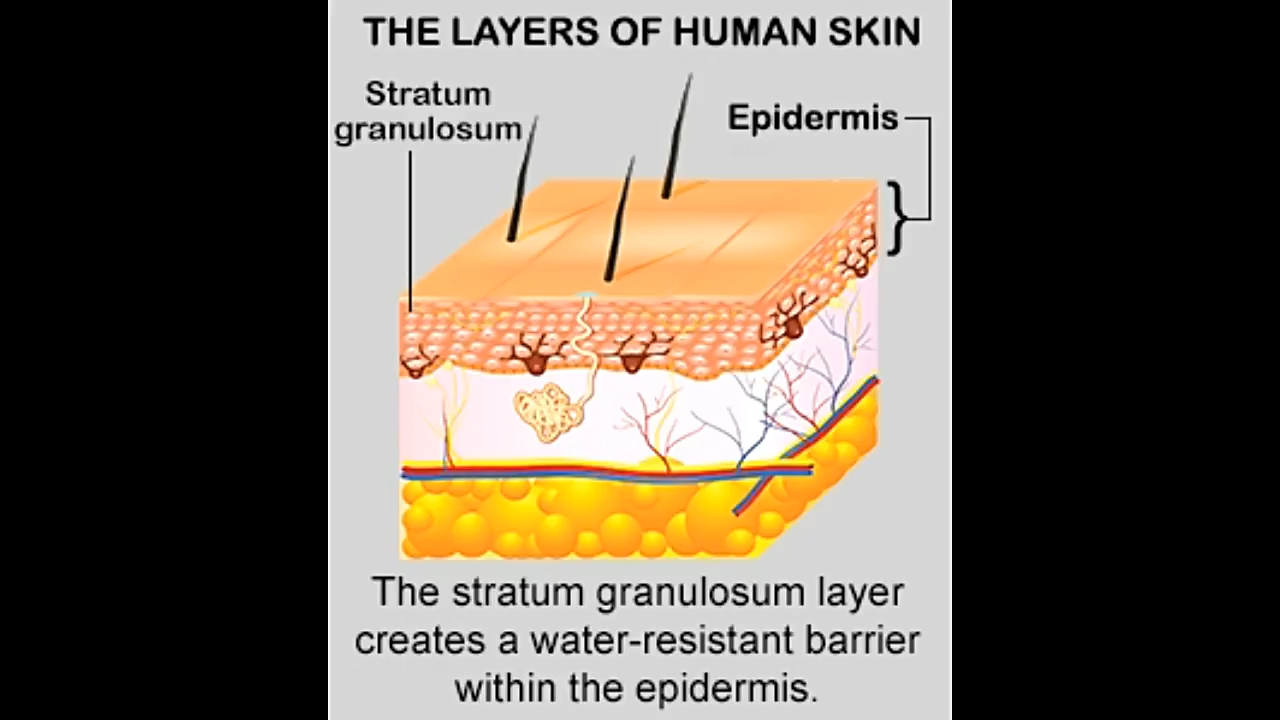 THE LAYERS OF HUMAN SKIN
Stratum
granulosum
Epidermis
The stratum granulosum layer
creates a water-resistant barrier
within the epidermis.